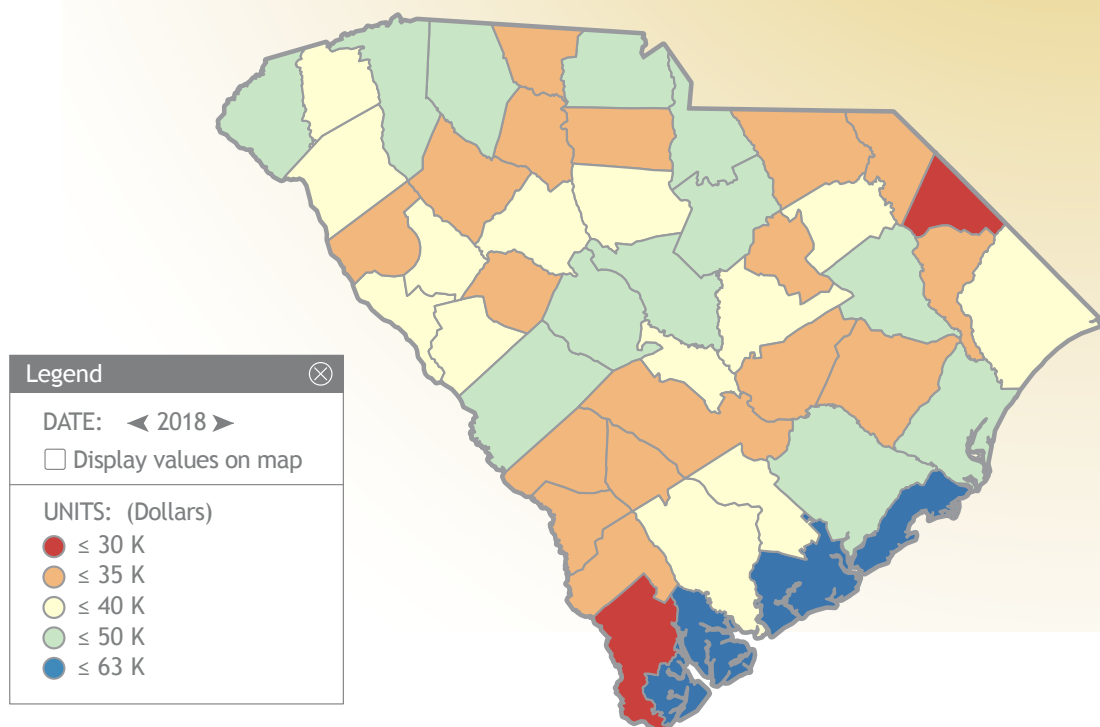 Legend
DATE: 2018
Display values on map
UNITS: (Dollars)
≤ 30 K
≤ 35 K
≤ 40 K
≤ 50 K
≤ 63 K